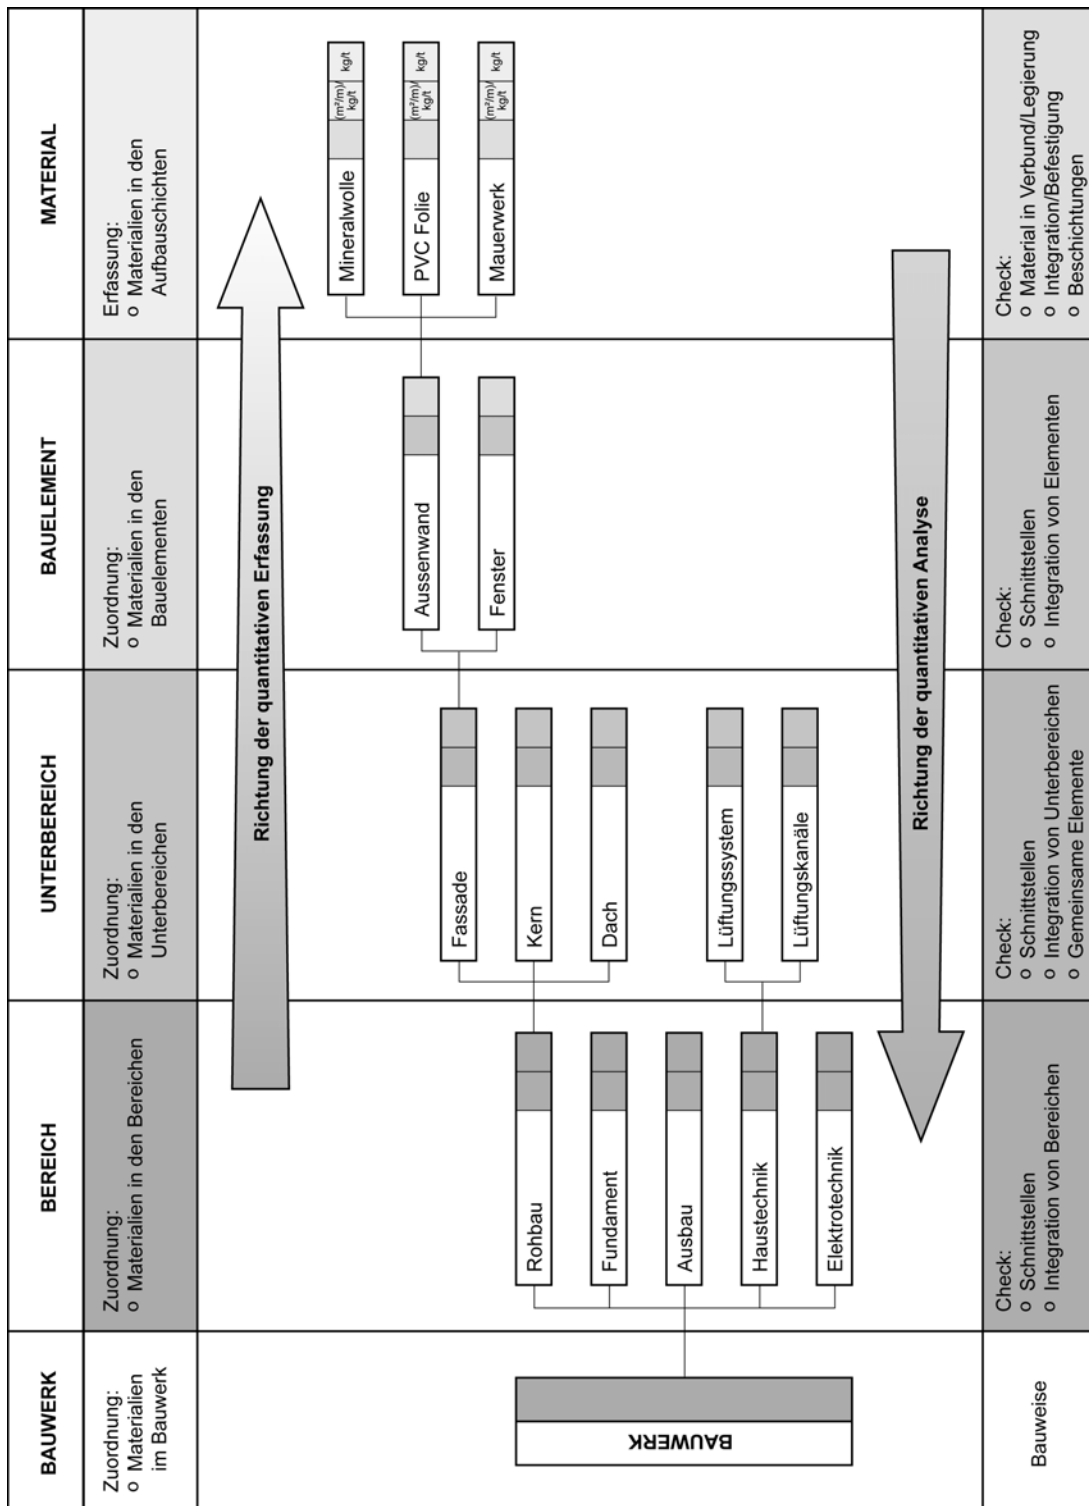 BAUWERK
BEREICH
UNTERBEREICH
BAUELEMENT
MATERIAL
Zuordnung:
o Materialien
im Bauwerk
Zuordnung:
o Materialien in den Bereichen
Zuordnung:
o Materialien in den
Unterbereichen
Zuordnung:
o Materialien in den
Bauelementen
Erfassung:
o Materialien in den
Aufbauschichten
Richtung der quantitativen Erfassung
Mineralwolle
(m²/m)/
kg/t
kg/t
PVC Folie
(m²/m)/
kg/t
kg/t
Mauerwerk
(m²/m)/
kg/t
kg/t
Aussenwand
Fenster
Fassade
Kern
Dach
Lüftungssystem
Lüftungskanäle
Rohbau
Fundament
Ausbau
Haustechnik
Elektrotechnik
BAUWERK
Richtung der quantitativen Analyse
Bauweise
Check:
o Schnittstellen
o Integration von Bereichen
Check:
o Schnittstellen
o Integration von Unterbereichen
o Gemeinsame Elemente
Check:
o Schnittstellen
o Integration von Elementen
Check:
o Material in Verbund/Legierung
o Integration/Befestigung
o Beschichtungen